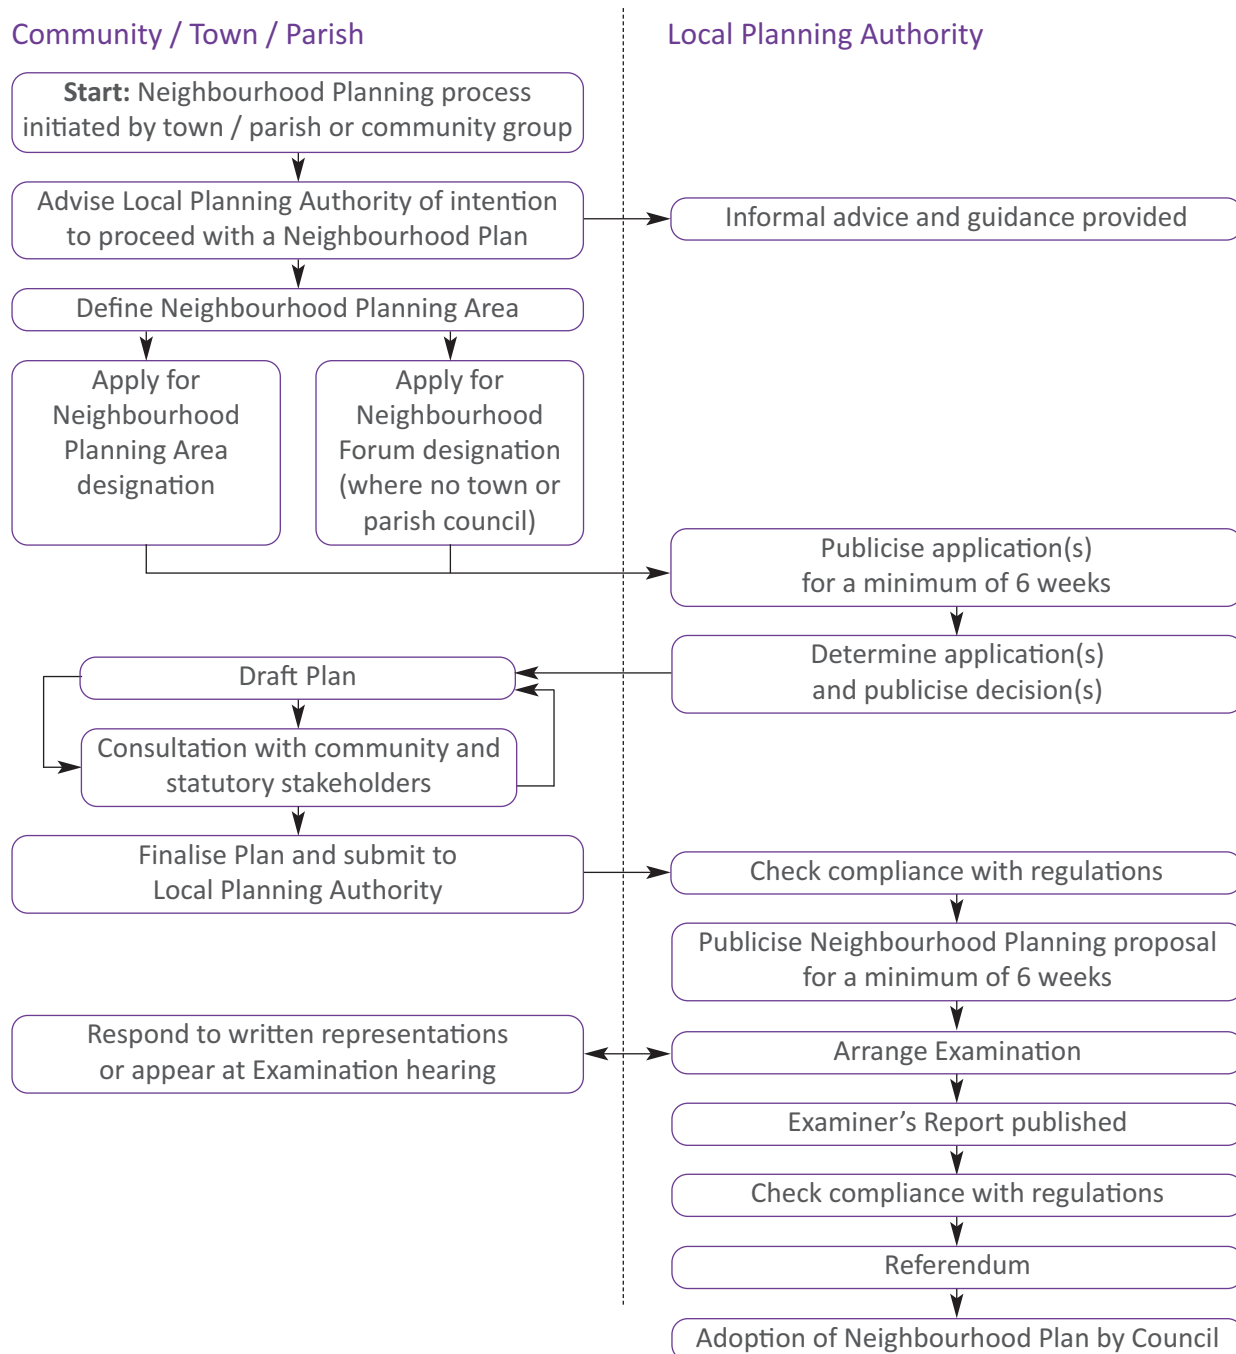 Community / Town / Parish
Local Planning Authority
Start: Neighbourhood Planning process
initiated by town / parish or community group
Advise Local Planning Authority of intention
to proceed with a Neighbourhood Plan
Informal advice and guidance provided
Define Neighbourhood Planning Area
Apply for
Neighbourhood
Planning Area
designation
Apply for
Neighbourhood
Forum designation
(where no town or
parish council)
Publicise application(s)
for a minimum of 6 weeks
Determine application(s)
and publicise decision(s)
Draft Plan
Consultation with community and
statutory stakeholders
Finalise Plan and submit to
Local Planning Authority
Check compliance with regulations
Publicise Neighbourhood Planning proposal
for a minimum of 6 weeks
Respond to written representations
or appear at Examination hearing
Arrange Examination
Examiner’s Report published
Check compliance with regulations
Referendum
Adoption of Neighbourhood Plan by Council